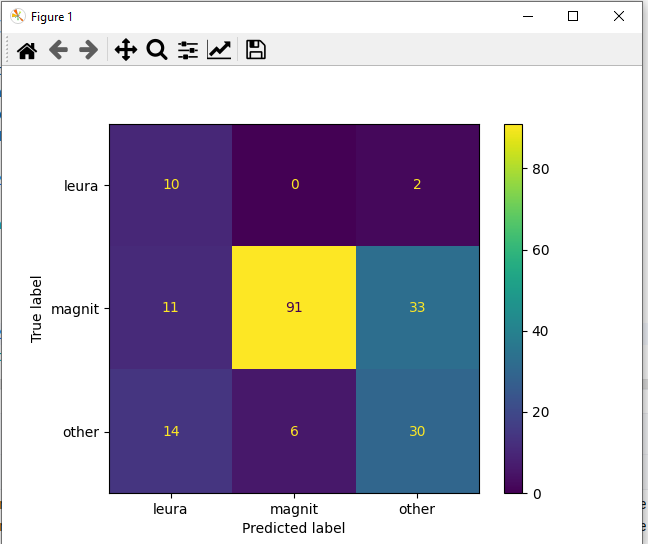 Figure 1
leura 10 0 2
magnit 11 91 33
other 14 6 30
leura magnit other
Predicted label
True label
80
60
40
20
0